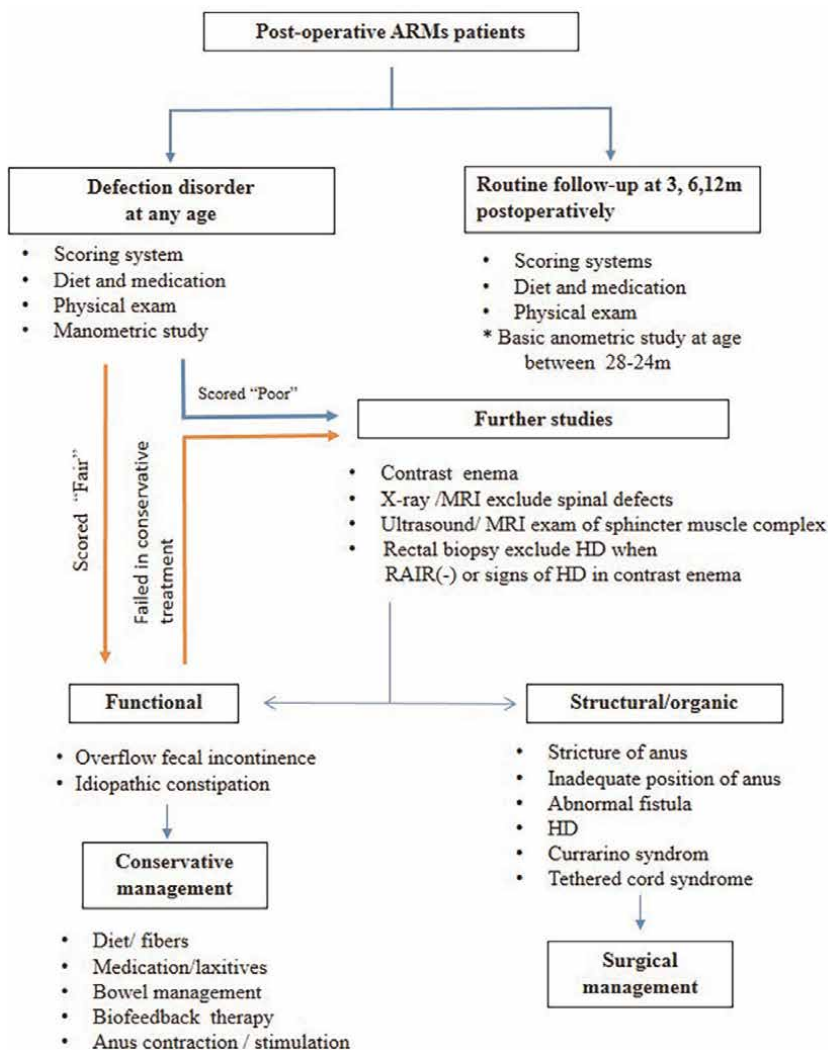 Post-operative ARMs patients
Defection disorder
at any age
• Scoring system
• Diet and medication
• Physical exam
• Manometric study
Routine follow-up at 3, 6,12m
postoperatively
• Scoring systems
• Diet and medication
• Physical exam
* Basic anometric study at age
between 28-24m
Scored "Fair"
Failed in conservative
treatment
Scored "Poor"
Further studies
• Contrast enema
• X-ray /MRI exclude spinal defects
• Ultrasound/ MRI exam of sphincter muscle complex
• Rectal biopsy exclude HD when
RAIR(-) or signs of HD in contrast enema
Functional
• Overflow fecal incontinence
• Idiopathic constipation
Conservative
management
• Diet/ fibers
• Medication/laxitives
• Bowel management
• Biofeedback therapy
• Anus contraction / stimulation
Structural/organic
• Stricture of anus
• Inadequate position of anus
• Abnormal fistula
• HD
• Currarino syndrom
• Tethered cord syndrome
Surgical
management